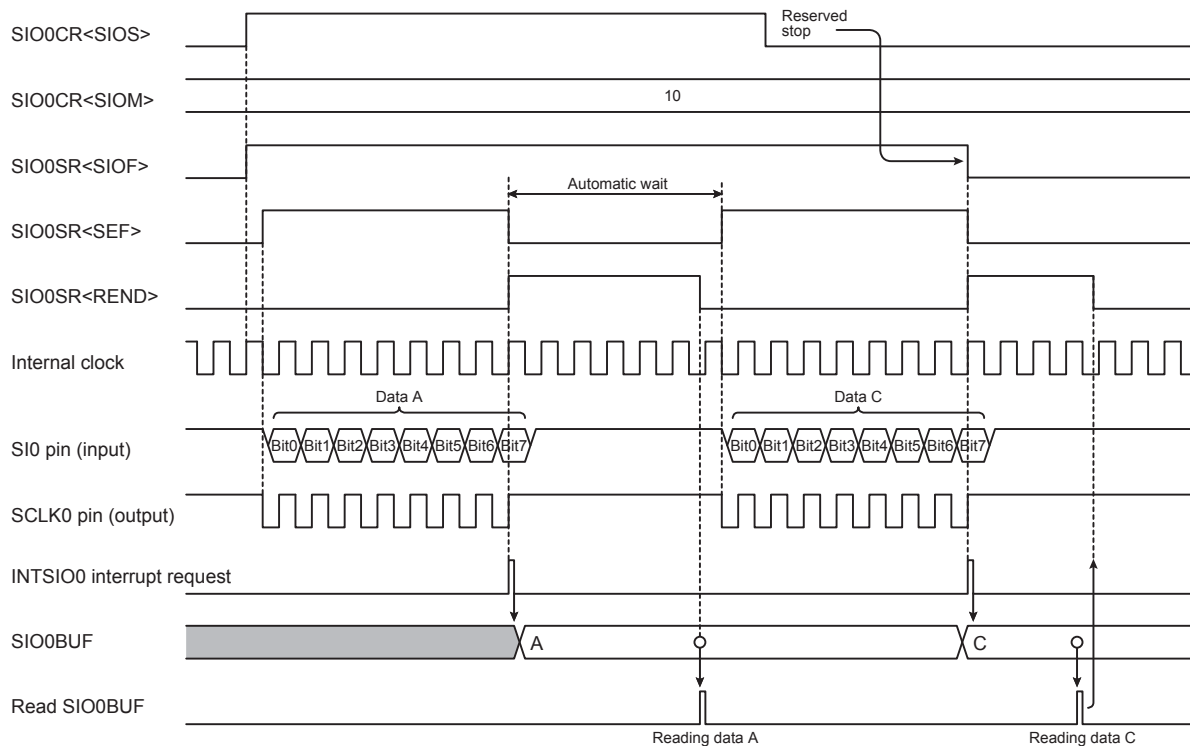 Reserved
stop
SIO0CR<SIOS>
SIO0CR<SIOM>
10
SIO0SR<SIOF>
Automatic wait
SIO0SR<SEF>
SIO0SR<REND>
Internal clock
Data A
Data C
SI0 pin (input)
Bit0 Bit1 Bit2 Bit3 Bit4 Bit5 Bit6 Bit7
Bit0 Bit1 Bit2 Bit3 Bit4 Bit5 Bit6 Bit7
SCLK0 pin (output)
INTSIO0 interrupt request
SIO0BUF
A
C
Read SIO0BUF
Reading data A
Reading data C